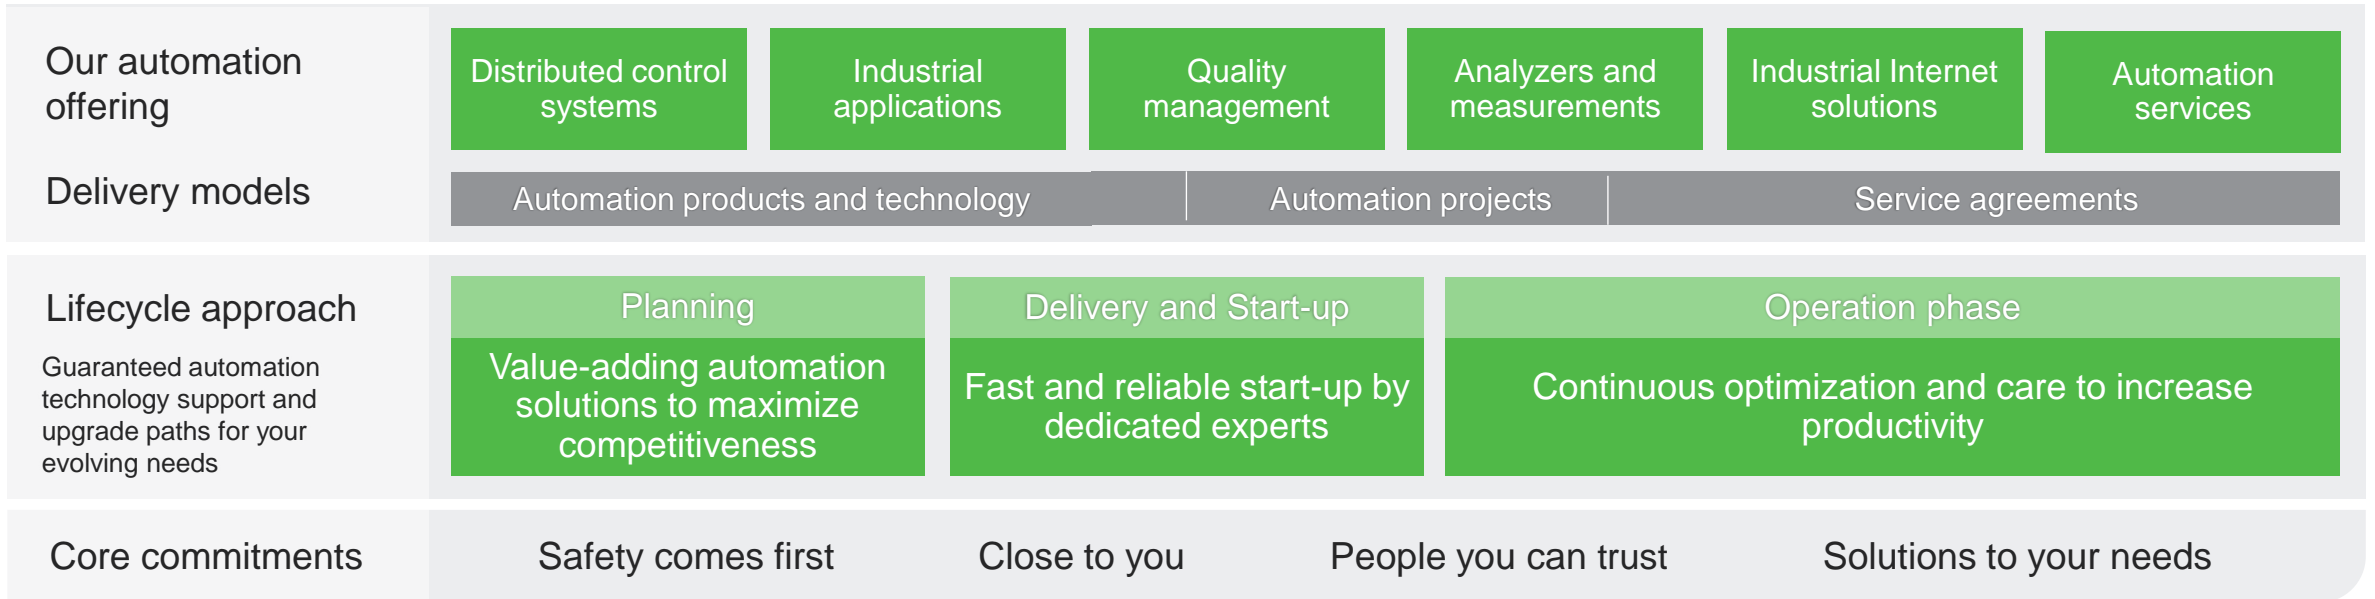 Our automation
offering
Distributed control
systems
Industrial
applications
Quality
management
Analyzers and
measurements
Industrial Internet
solutions
Automation
services
Delivery models
Automation products and technology
Automation projects
Service agreements
Lifecycle approach
Guaranteed automation
technology support and
upgrade paths for your
evolving needs
Planning
Value-adding automation
solutions to maximize
competitiveness
Delivery and Start-up
Fast and reliable start-up by
dedicated experts
Operation phase
Continuous optimization and care to increase
productivity
Core commitments
Safety comes first
Close to you
People you can trust
Solutions to your needs